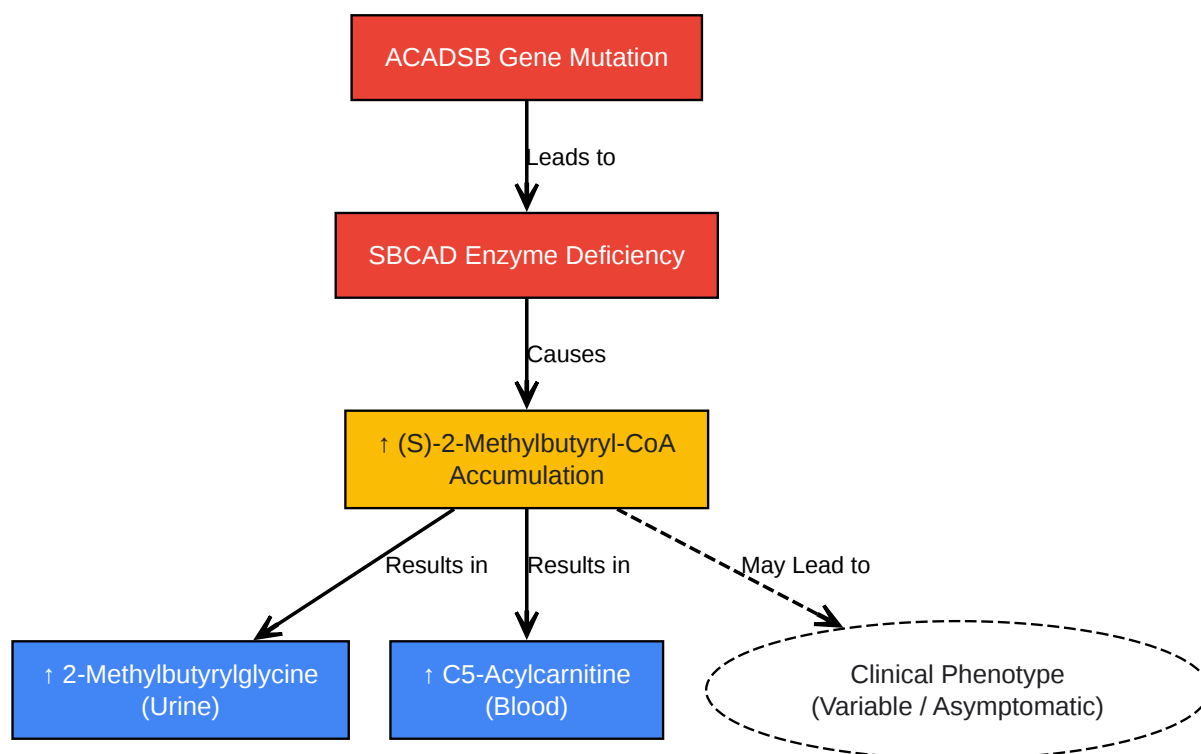 ACADSB Gene Mutation
Leads to
SBCAD Enzyme Deficiency
Causes
↑ (S)-2-Methylbutyryl-CoA
Accumulation
Results in
Results in
May Lead to
↑ 2-Methylbutyrylglycine
(Urine)
↑ C5-Acylcarnitine
(Blood)
Clinical Phenotype
(Variable / Asymptomatic)